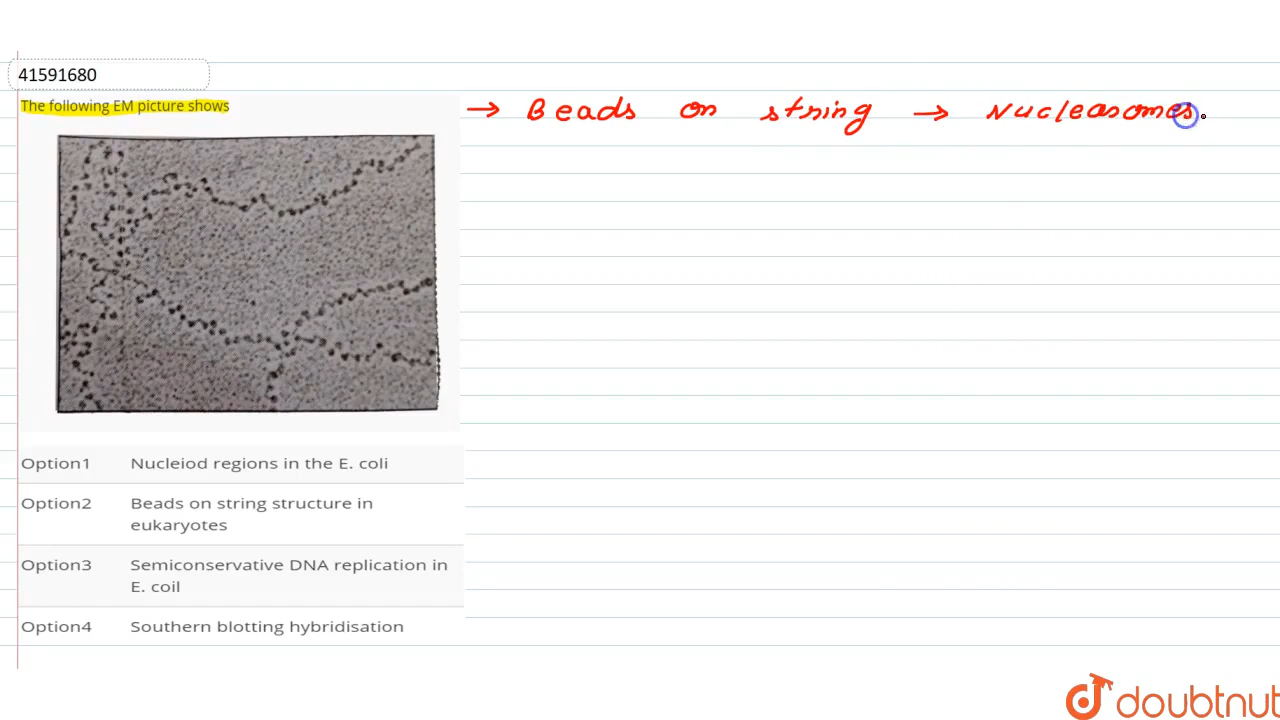 41591680
The following EM picture shows
→ Beads on string → Nucleosomes.
Option1 Nucleiod regions in the E. coli
Option2 Beads on string structure in
eukaryotes
Option3 Semiconservative DNA replication in
E. coil
Option4 Southern blotting hybridisation
doubtnut